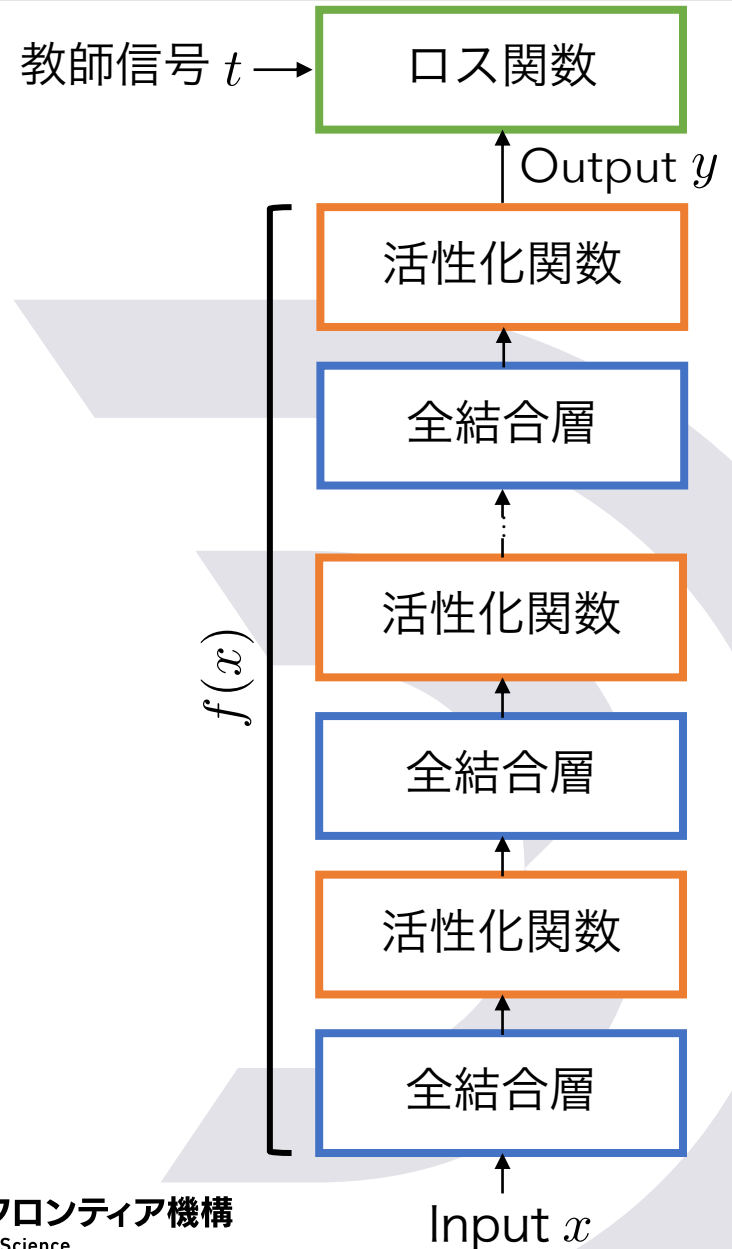 教師信号 t
ロス関数
Output y
活性化関数
全結合層
⋮
活性化関数
f(x)
全結合層
活性化関数
全結合層
Input x
フロンティア機構
Science